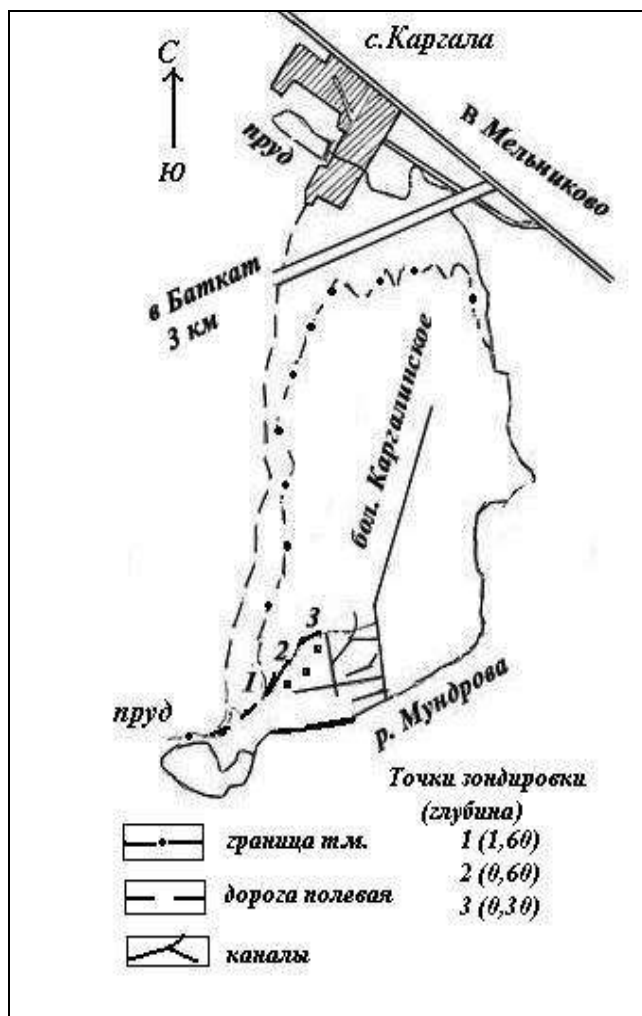 с.Каргала
С
Ю
пруд
в Мельниково
в Баткат
3 км
бол. Каргалинское
3
2
1
пруд
р. Мундрова
Точки зондировки
(глубина)
1 (1,60)
2 (0,60)
3 (0,30)
граница т.м.
дорога полевая
каналы